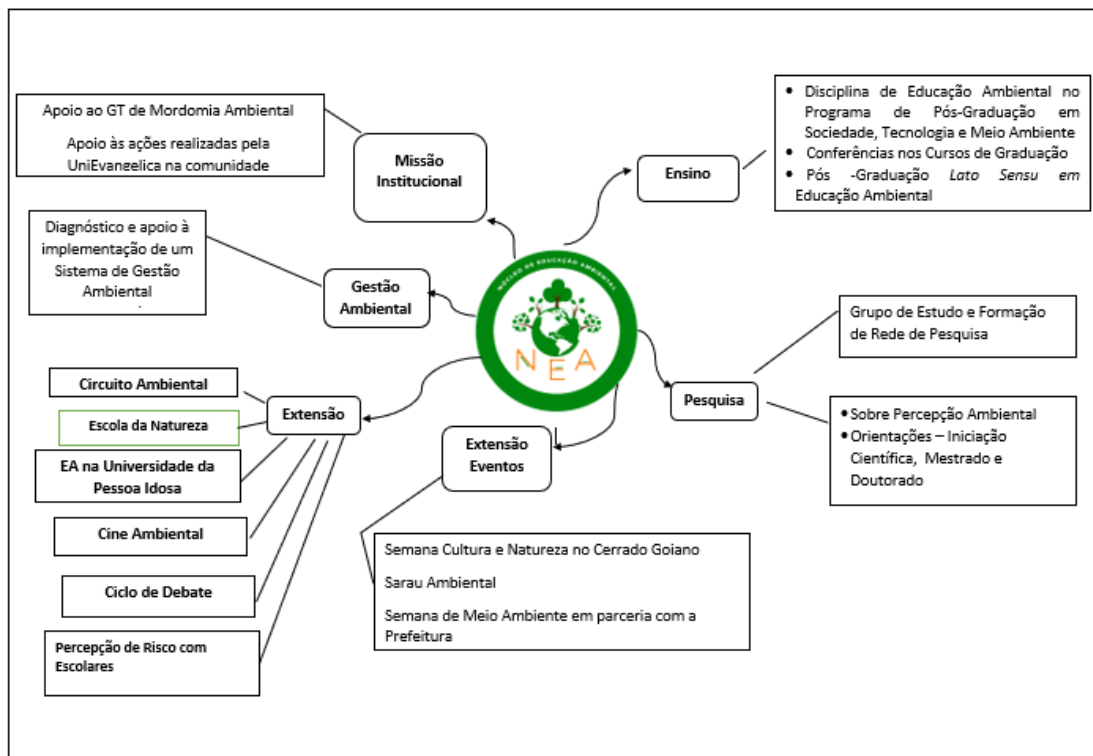 Apoio ao GT de Mordomia Ambiental
Apoio às ações realizadas pela
UniEvangelica na comunidade
Missão
Institucional
Ensino
• Disciplina de Educação Ambiental no
Programa de Pós-Graduação em
Sociedade, Tecnologia e Meio Ambiente
• Conferências nos Cursos de Graduação
• Pós -Graduação Lato Sensu em
Educação Ambiental
Diagnóstico e apoio à
implementação de um
Sistema de Gestão
Ambiental
Gestão
Ambiental
NÚCLEO DE EDUCAÇÃO AMBIENTAL
NEA
Grupo de Estudo e Formação
de Rede de Pesquisa
Pesquisa
• Sobre Percepção Ambiental
• Orientações – Iniciação
Científica, Mestrado e
Doutorado
Circuito Ambiental
Escola da Natureza
EA na Universidade da
Pessoa Idosa
Cine Ambiental
Ciclo de Debate
Percepção de Risco com
Escolares
Extensão
Extensão
Eventos
Semana Cultura e Natureza no Cerrado Goiano
Sarau Ambiental
Semana de Meio Ambiente em parceria com a
Prefeitura